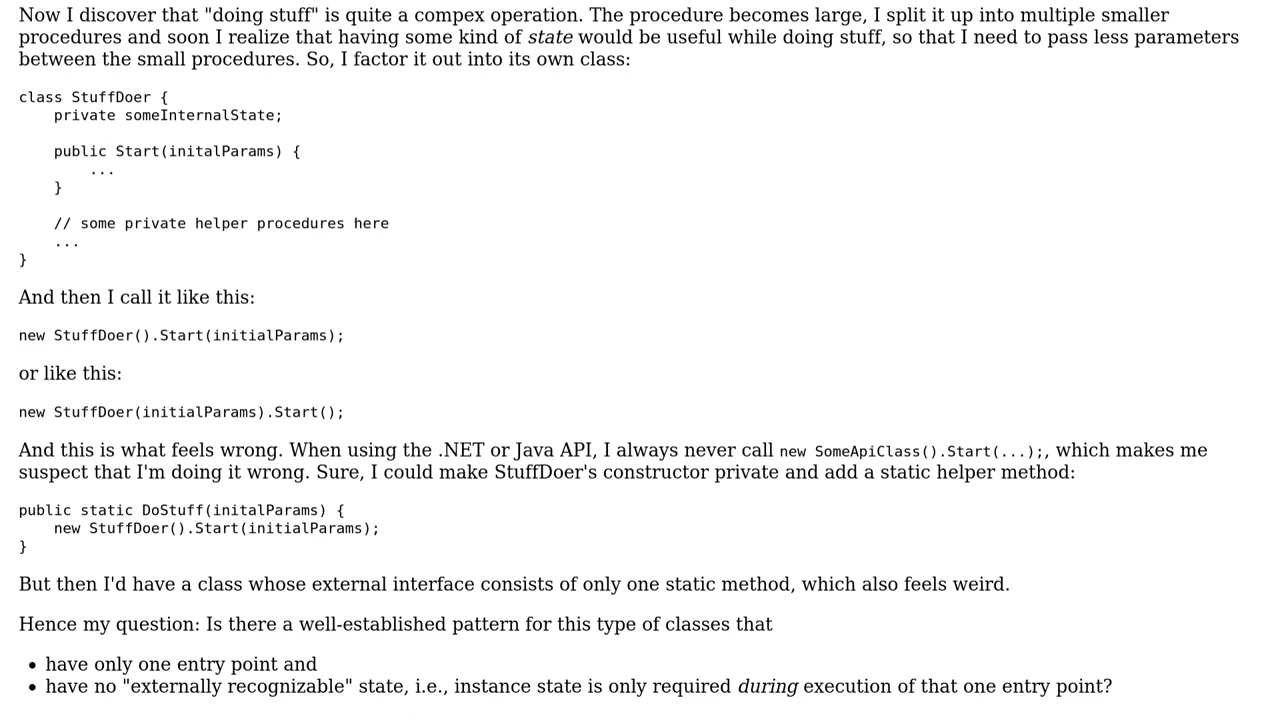 Now I discover that "doing stuff" is quite a compex operation. The procedure becomes large, I split it up into multiple smaller
procedures and soon I realize that having some kind of state would be useful while doing stuff, so that I need to pass less parameters
between the small procedures. So, I factor it out into its own class:
class StuffDoer {
    private someInternalState;
    public Start(initalParams) {
        ...
    }
    // some private helper procedures here
    ...
}
And then I call it like this:
new StuffDoer().Start(initialParams);
or like this:
new StuffDoer(initialParams).Start();
And this is what feels wrong. When using the .NET or Java API, I always never call new SomeApiClass().Start(...);, which makes me
suspect that I'm doing it wrong. Sure, I could make StuffDoer's constructor private and add a static helper method:
public static DoStuff(initalParams) {
    new StuffDoer().Start(initialParams);
}
But then I'd have a class whose external interface consists of only one static method, which also feels weird.
Hence my question: Is there a well-established pattern for this type of classes that
• have only one entry point and
• have no "externally recognizable" state, i.e., instance state is only required during execution of that one entry point?